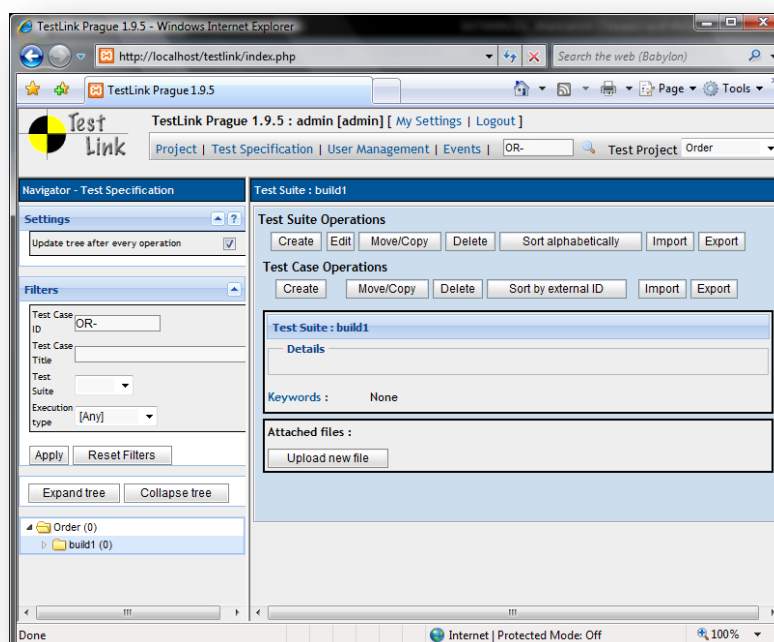 TestLink Prague 1.9.5 - Windows Internet Explorer
http://localhost/testlink/index.php
Search the web (Babylon)
TestLink Prague 1.9.5
Page
Tools
Test Link
TestLink Prague 1.9.5 : admin [admin] [ My Settings | Logout ]
Project | Test Specification | User Management | Events | OR- Test Project Order
Navigator - Test Specification
Settings
?
Update tree after every operation
Filters
Test Case ID OR-
Test Case Title
Test Suite
Execution type [Any]
Apply Reset Filters
Expand tree Collapse tree
Order (0)
build1 (0)
Test Suite : build1
Test Suite Operations
Create Edit Move/Copy Delete Sort alphabetically Import Export
Test Case Operations
Create Move/Copy Delete Sort by external ID Import Export
Test Suite : build1
Details
Keywords : None
Attached files :
Upload new file
Done
Internet | Protected Mode: Off
100%